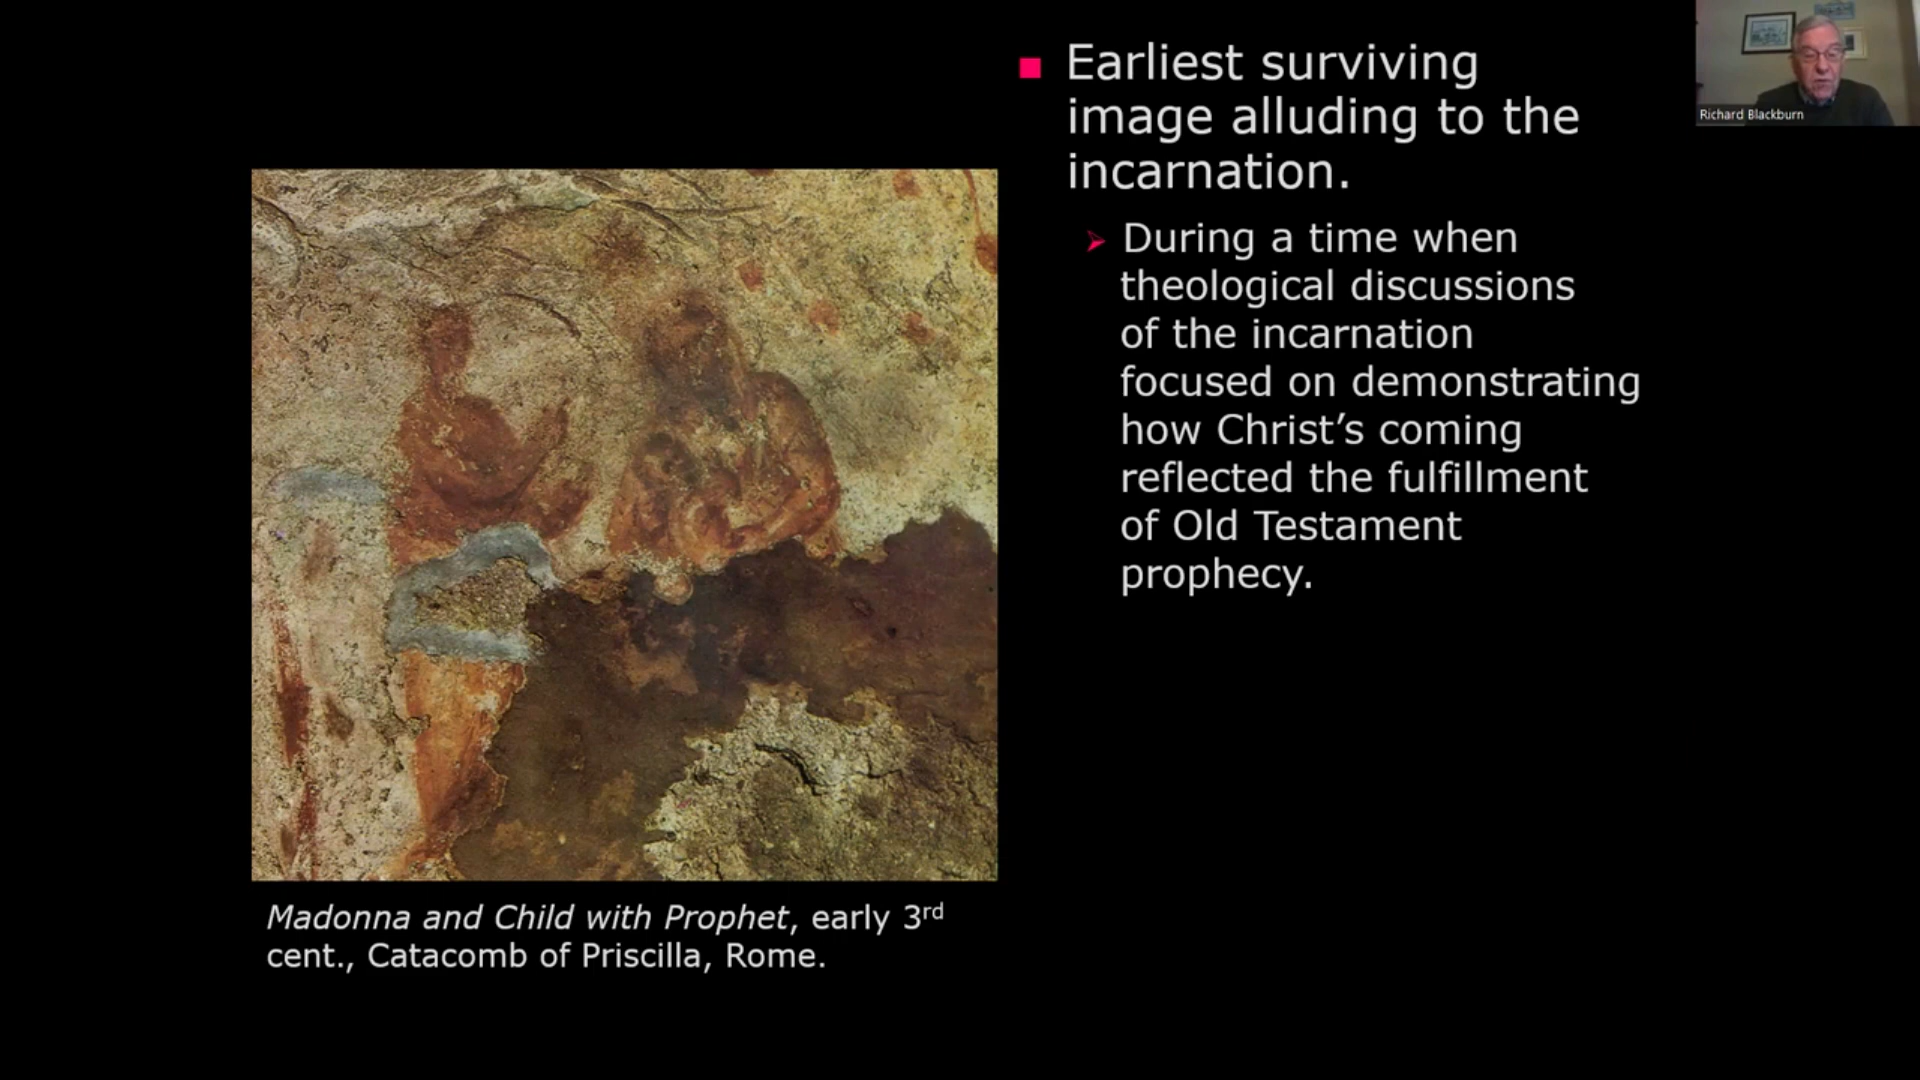 Earliest surviving
image alluding to the
incarnation.
During a time when
theological discussions
of the incarnation
focused on demonstrating
how Christ’s coming
reflected the fulfillment
of Old Testament
prophecy.
Madonna and Child with Prophet, early 3rd
cent., Catacomb of Priscilla, Rome.
Richard Blackburn